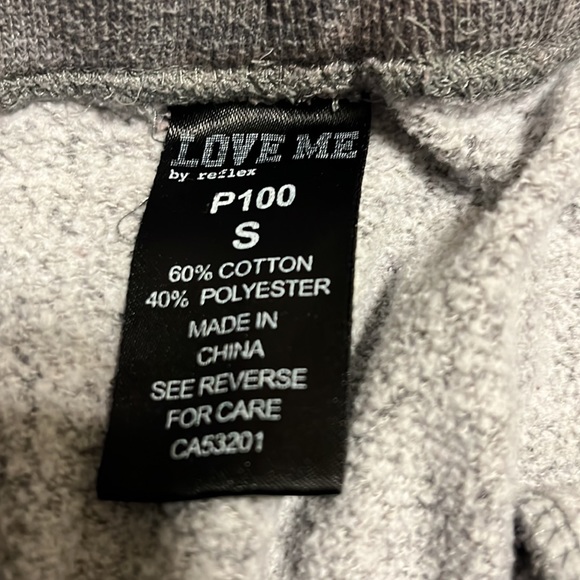 LOVE ME
by reflex
P100
S
60% COTTON
40% POLYESTER
MADE IN
CHINA
SEE REVERSE
FOR CARE
CA53201